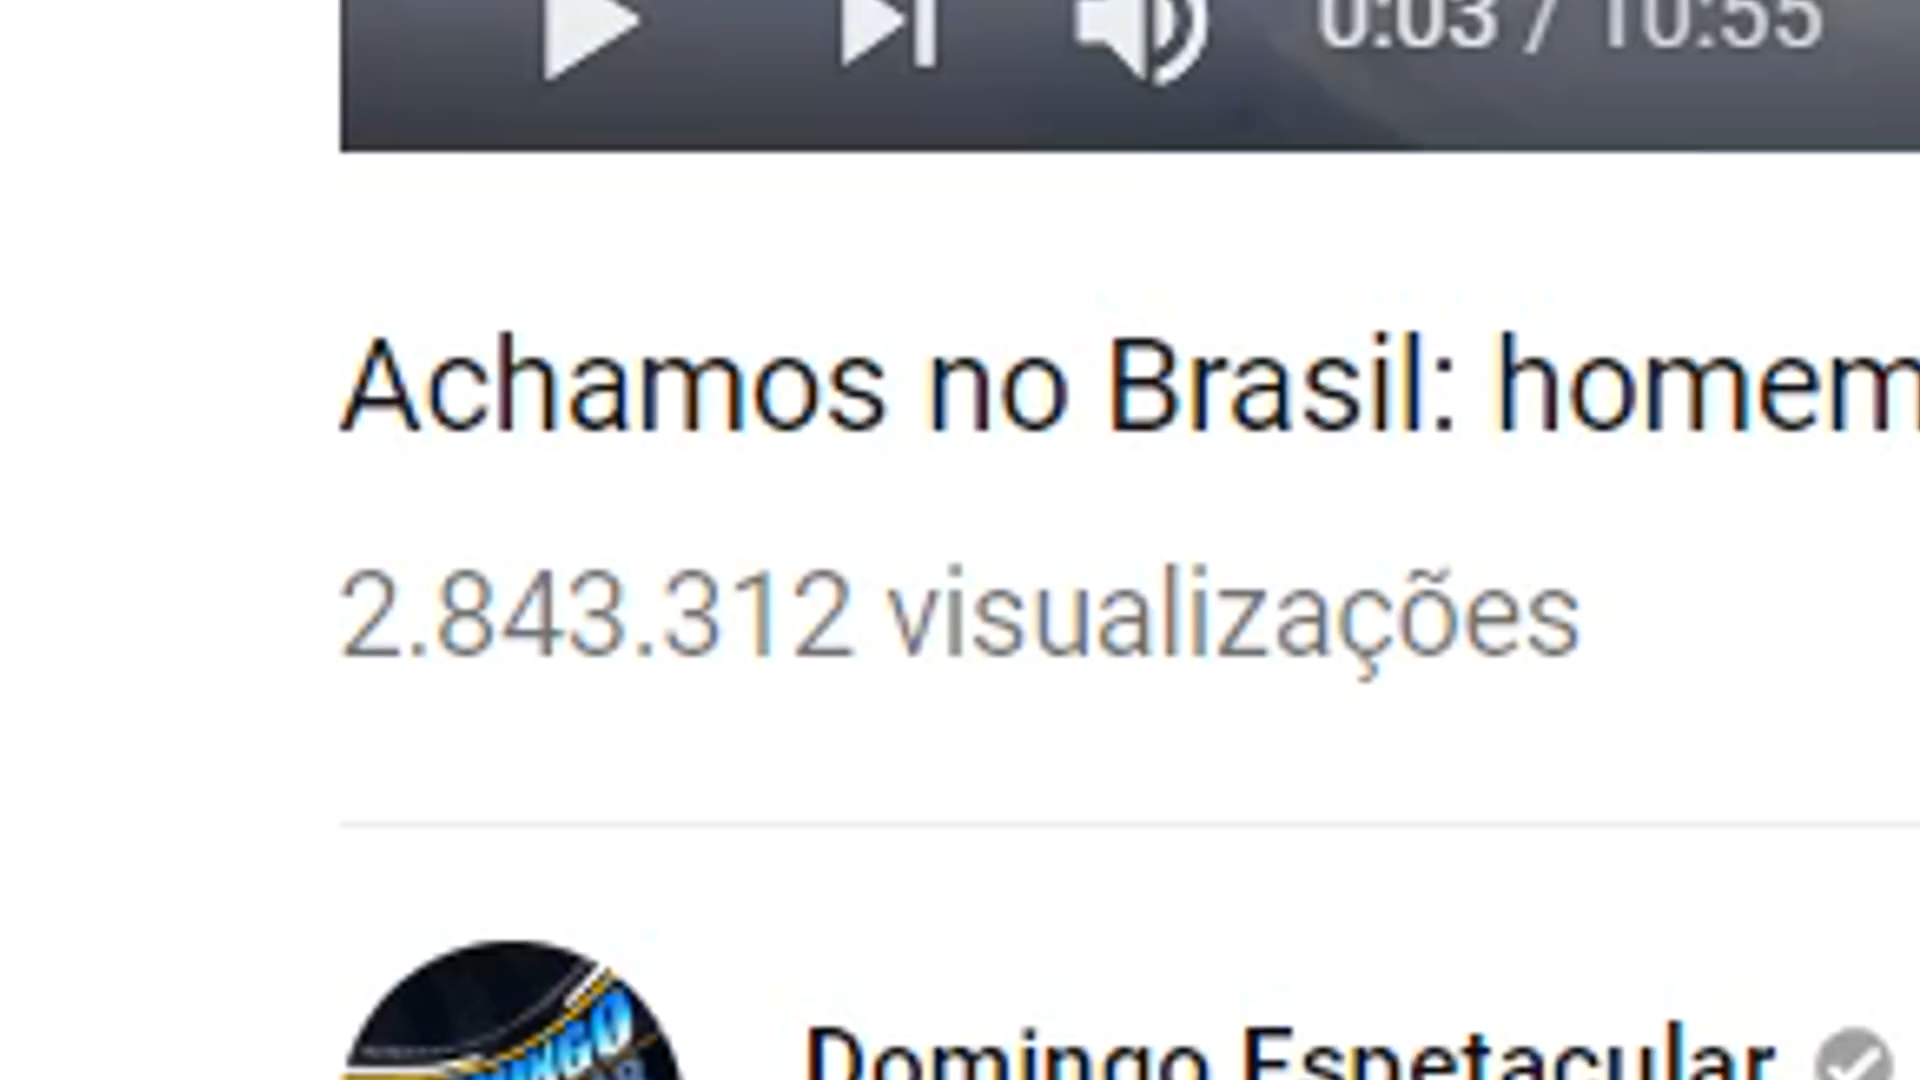 0:03 / 10:55
Achamos no Brasil: homem
2.843.312 visualizações
Domingo Espetacular